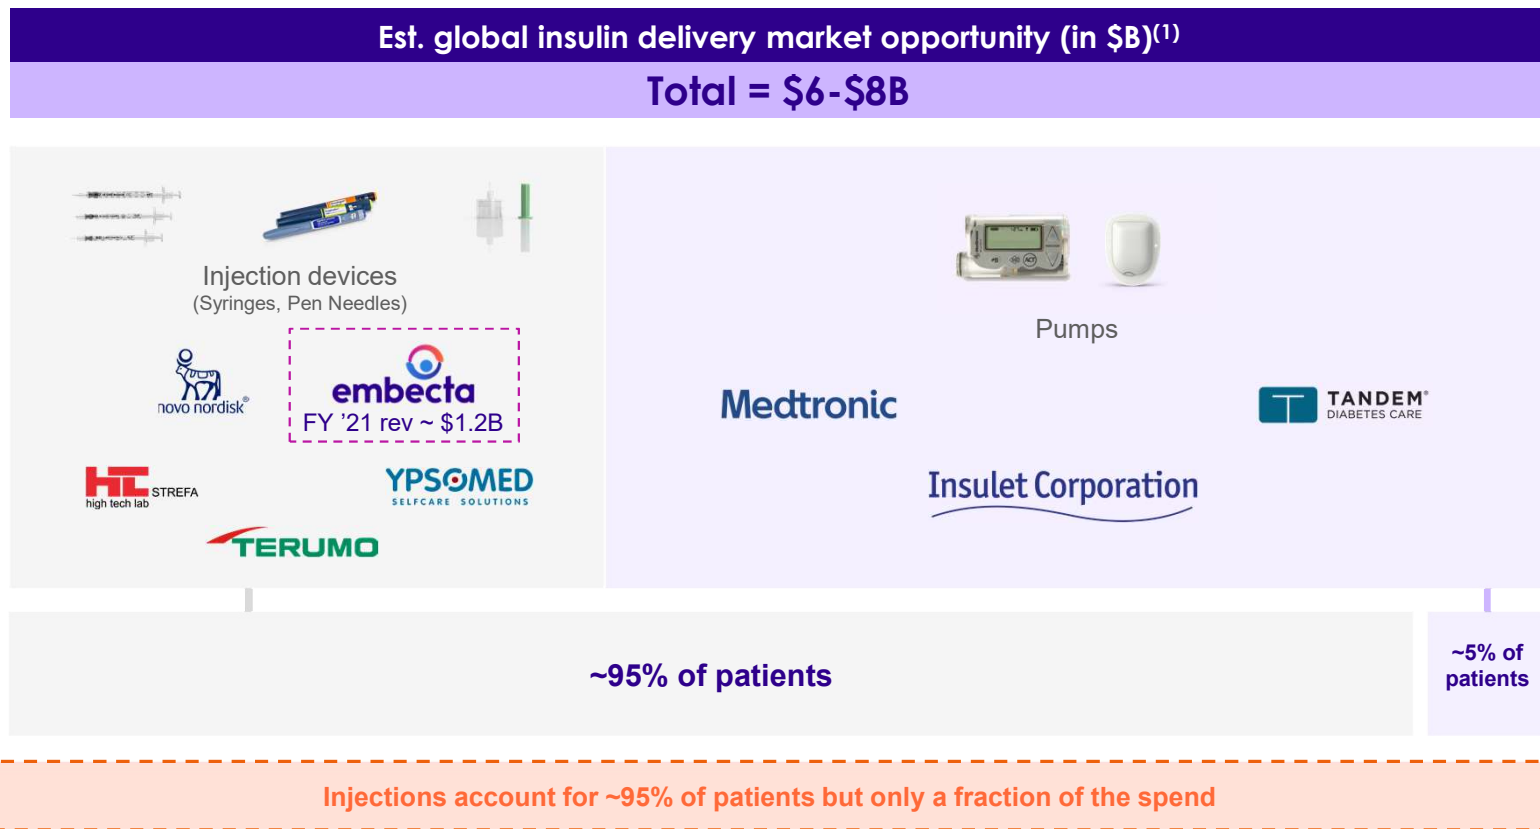 Est. global insulin delivery market opportunity (in $B)(1)
Total = $6-$8B
Injection devices
(Syringes, Pen Needles)
novo nordisk®
embecta
FY ’21 rev ~ $1.2B
HTL STREFA
high tech lab
YPSOMED
SELFCARE SOLUTIONS
TERUMO
ACT
Pumps
Medtronic
TANDEM®
DIABETES CARE
Insulet Corporation
~95% of patients
~5% of
patients
Injections account for ~95% of patients but only a fraction of the spend